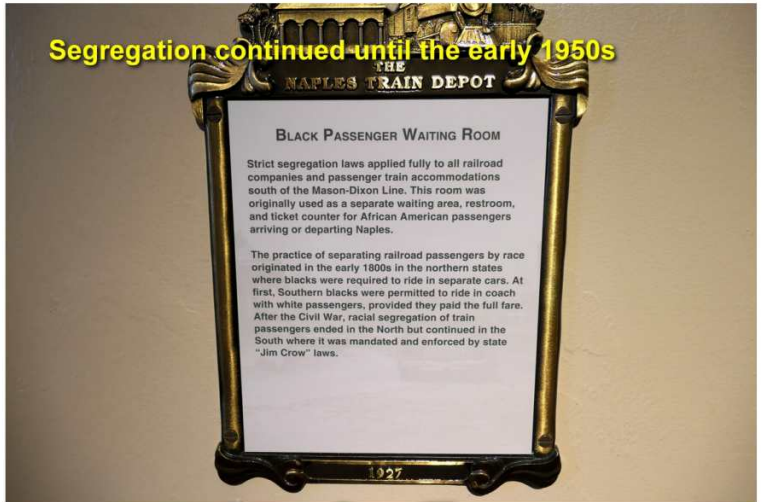 Segregation continued until the early 1950s
THE
NAPLES TRAIN DEPOT
BLACK PASSENGER WAITING ROOM
Strict segregation laws applied fully to all railroad
companies and passenger train accommodations
south of the Mason-Dixon Line. This room was
originally used as a separate waiting area, restroom,
and ticket counter for African American passengers
arriving or departing Naples.
The practice of separating railroad passengers by race
originated in the early 1800s in the northern states
where blacks were required to ride in separate cars. At
first, Southern blacks were permitted to ride in coach
with white passengers, provided they paid the full fare.
After the Civil War, racial segregation of train
passengers ended in the North but continued in the
South where it was mandated and enforced by state
"Jim Crow" laws.
1927